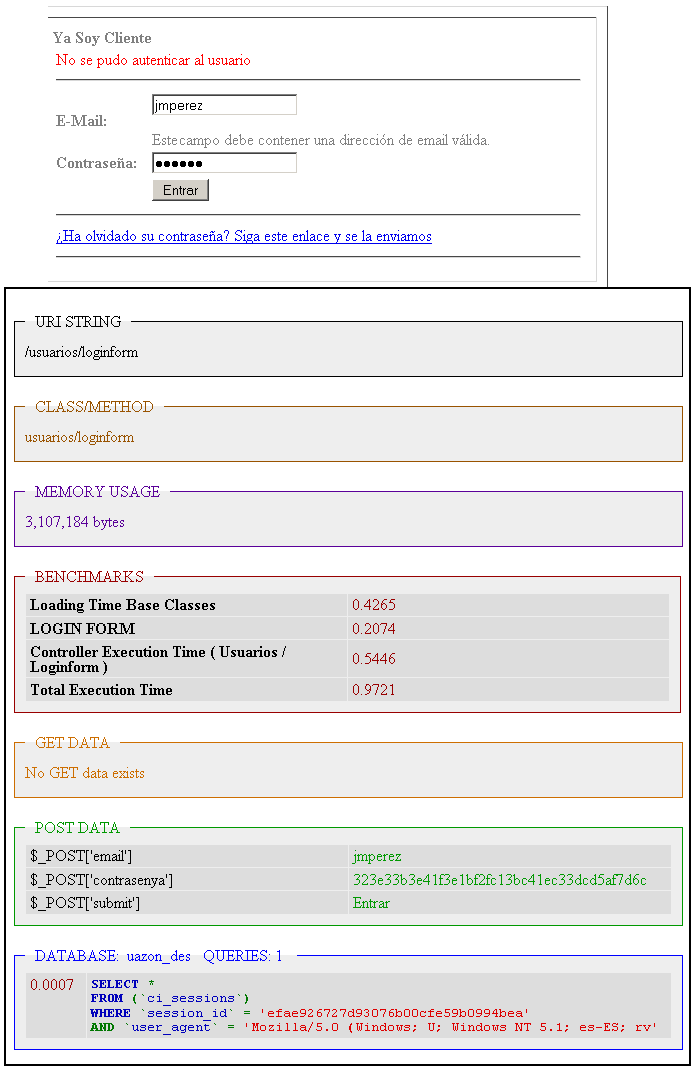 Ya Soy Cliente
No se pudo autenticar al usuario
E-Mail:
jmperez
Este campo debe contener una dirección de email válida.
Contraseña:
●●●●●●
Entrar
¿Ha olvidado su contraseña? Siga este enlace y se la enviamos
URI STRING
/usuarios/loginform
CLASS/METHOD
usuarios/loginform
MEMORY USAGE
3,107,184 bytes
BENCHMARKS
Loading Time Base Classes 0.4265
LOGIN FORM 0.2074
Controller Execution Time ( Usuarios /
Loginform ) 0.5446
Total Execution Time 0.9721
GET DATA
No GET data exists
POST DATA
$_POST['email'] jmperez
$_POST['contrasenya'] 323e33b3e41f3e1bf2fc13bc41ec33dcd5af7d6c
$_POST['submit'] Entrar
DATABASE: uazon_des QUERIES: 1
0.0007 SELECT *
FROM (`ci_sessions`)
WHERE `session_id` = 'efae926727d93076b00cfe59b0994bea'
AND `user_agent` = 'Mozilla/5.0 (Windows; U; Windows NT 5.1; es-ES; rv'